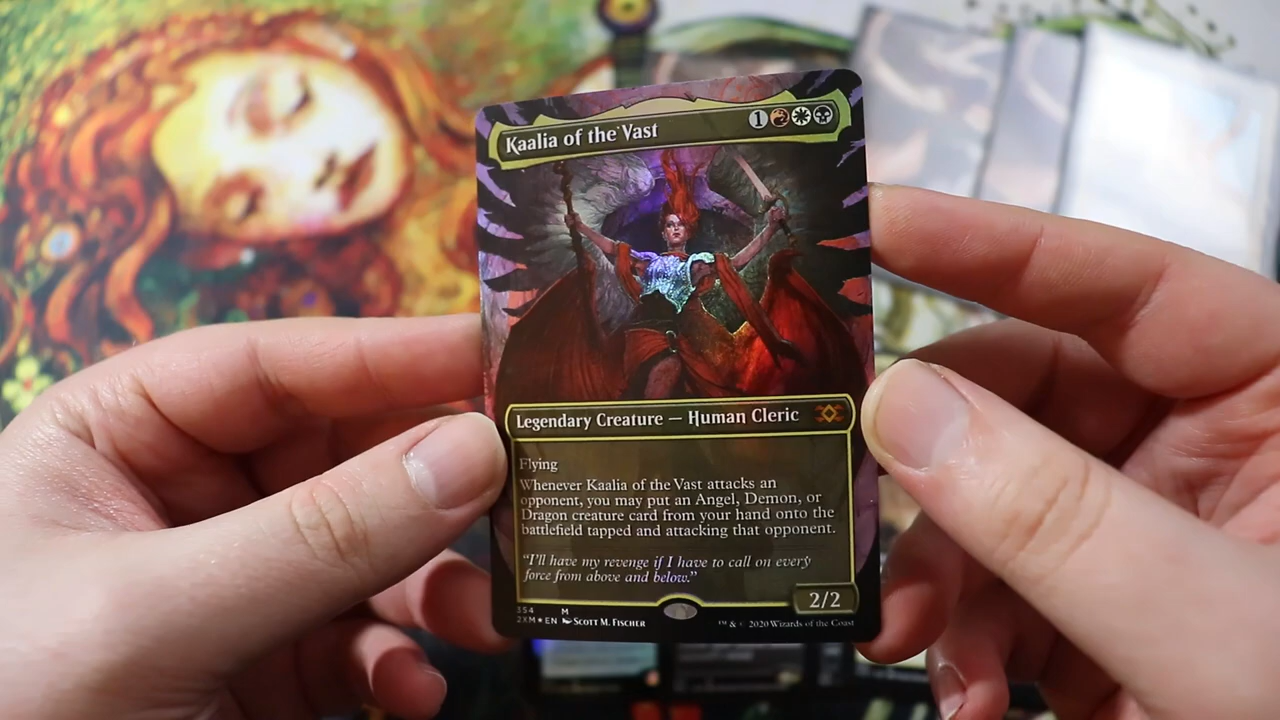 Kaalia of the Vast 1
Legendary Creature — Human Cleric
Flying
Whenever Kaalia of the Vast attacks an
opponent, you may put an Angel, Demon, or
Dragon creature card from your hand onto the
battlefield tapped and attacking that opponent.
“I’ll have my revenge if I have to call on every
force from above and below.”
2/2
354 M
2XM ★ EN Scott M. Fischer ™ & © 2020 Wizards of the Coast